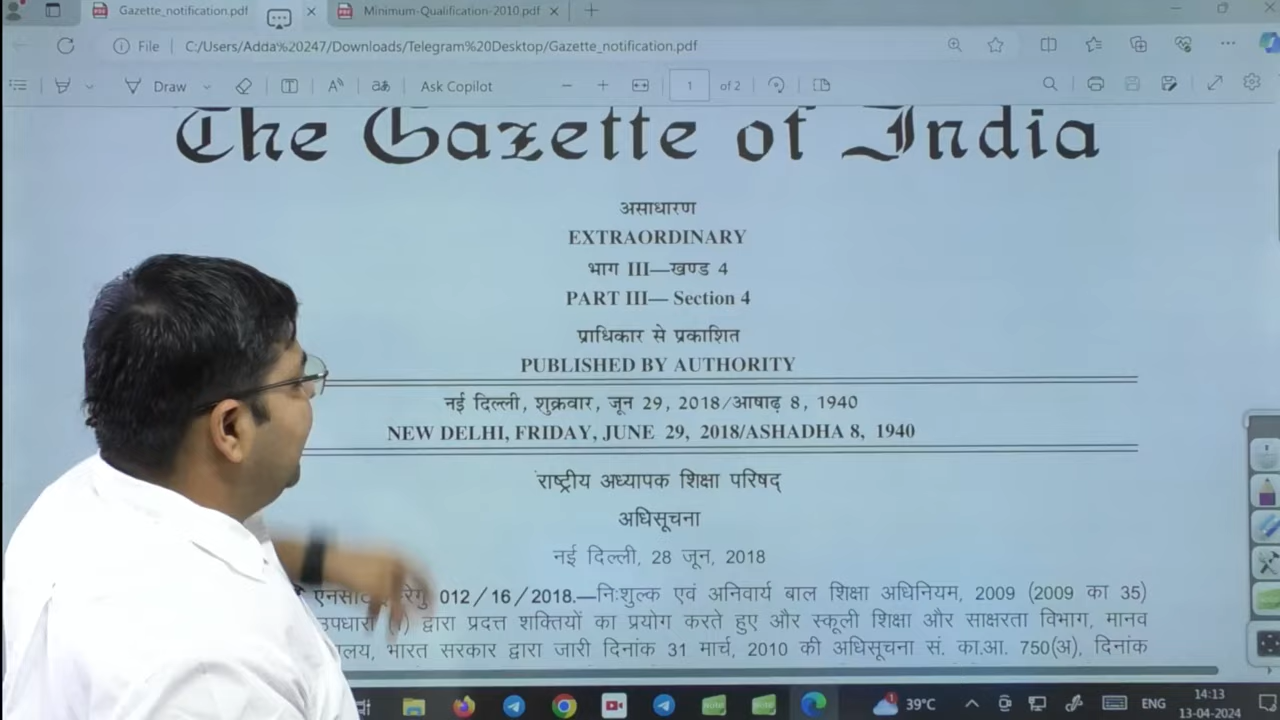 Gazette_notification.pdf
Minimum-Qualification-2010.pdf
File C:/Users/Adda%20247/Downloads/Telegram%20Desktop/Gazette_notification.pdf
Draw
Ask Copilot
1 of 2
The Gazette of India
असाधारण
EXTRAORDINARY
भाग III—खण्ड 4
PART III— Section 4
प्राधिकार से प्रकाशित
PUBLISHED BY AUTHORITY
नई दिल्ली, शुक्रवार, जून 29, 2018/आषाढ़ 8, 1940
NEW DELHI, FRIDAY, JUNE 29, 2018/ASHADHA 8, 1940
राष्ट्रीय अध्यापक शिक्षा परिषद्
अधिसूचना
नई दिल्ली, 28 जून, 2018
012/16/2018.—निःशुल्क एवं अनिवार्य बाल शिक्षा अधिनियम, 2009 (2009 का 35)
द्वारा प्रदत्त शक्तियों का प्रयोग करते हुए और स्कूली शिक्षा और साक्षरता विभाग, मानव
भारत सरकार द्वारा जारी दिनांक 31 मार्च, 2010 की अधिसूचना सं. का.आ. 750(अ), दिनांक
39°C
ENG
14:13
13-04-2024